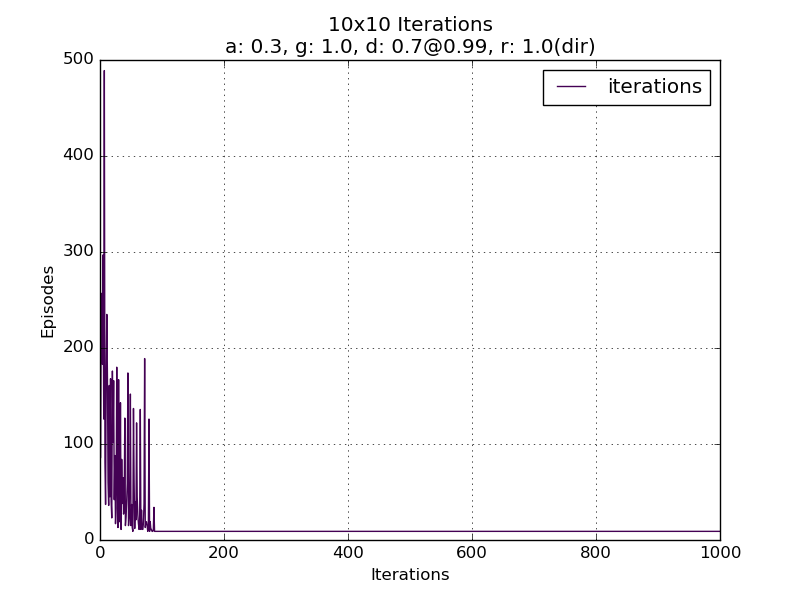 10x10 Iterations
a: 0.3, g: 1.0, d: 0.7@0.99, r: 1.0(dir)
500
iterations
400
300
Episodes
200
100
0
0 200 400 600 800 1000
Iterations